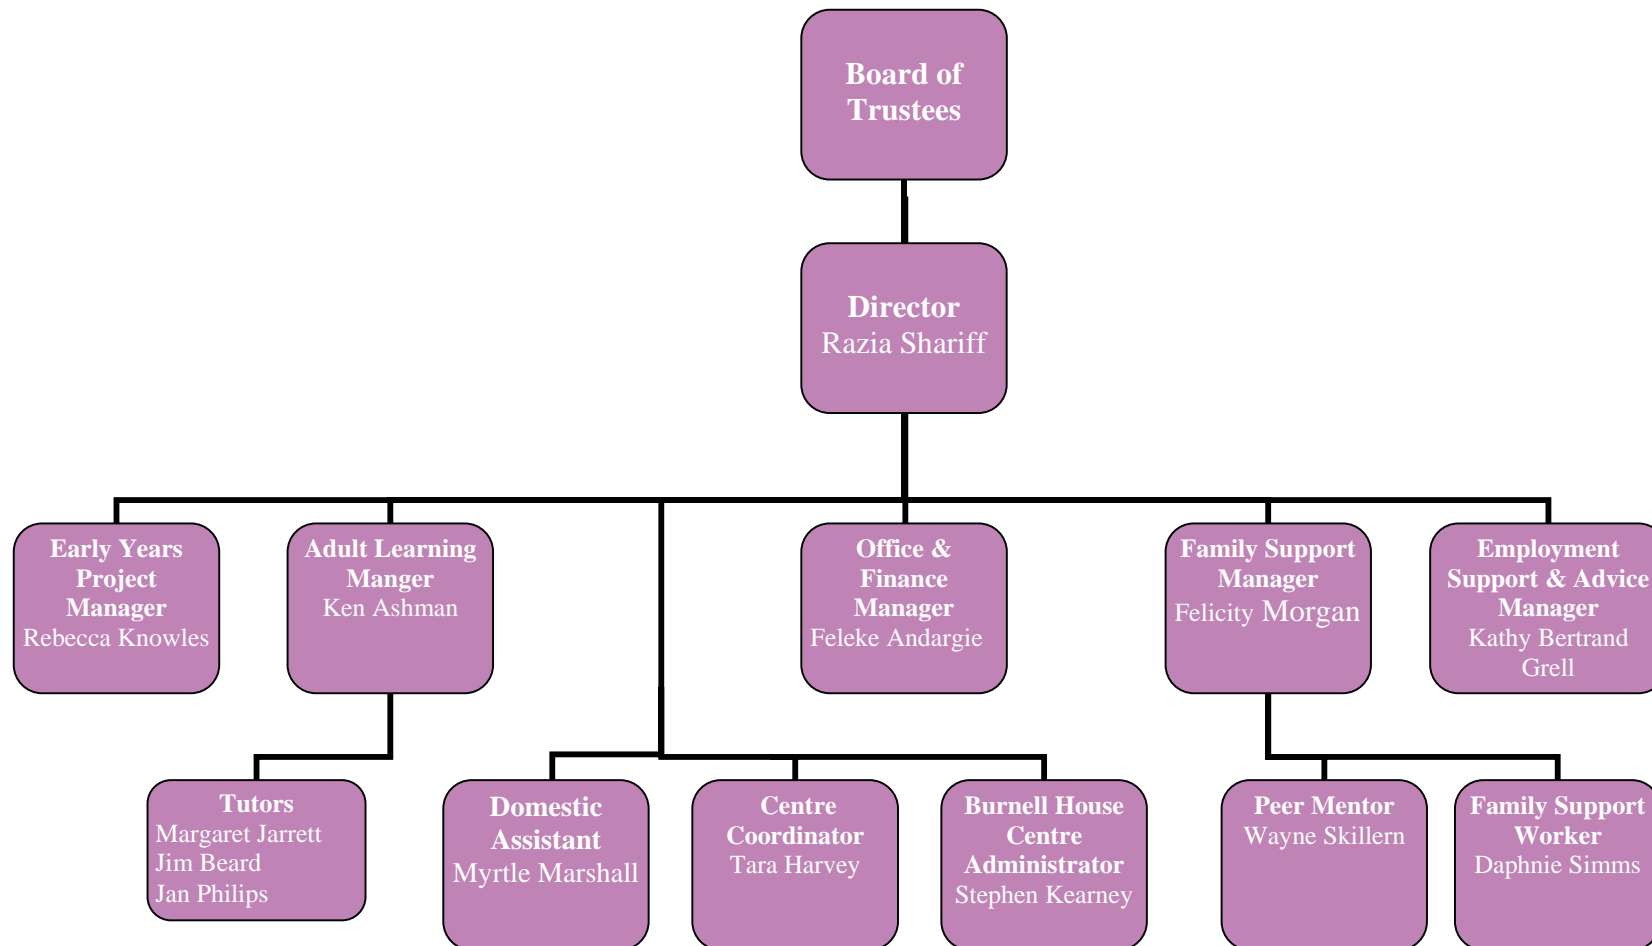 Board of
Trustees
Director
Razia Shariff
Early Years
Project
Manager
Rebecca Knowles
Adult Learning
Manger
Ken Ashman
Office &
Finance
Manager
Feleke Andargie
Family Support
Manager
Felicity Morgan
Employment
Support & Advice
Manager
Kathy Bertrand
Grell
Tutors
Margaret Jarrett
Jim Beard
Jan Philips
Domestic
Assistant
Myrtle Marshall
Centre
Coordinator
Tara Harvey
Burnell House
Centre
Administrator
Stephen Kearney
Peer Mentor
Wayne Skillern
Family Support
Worker
Daphnie Simms